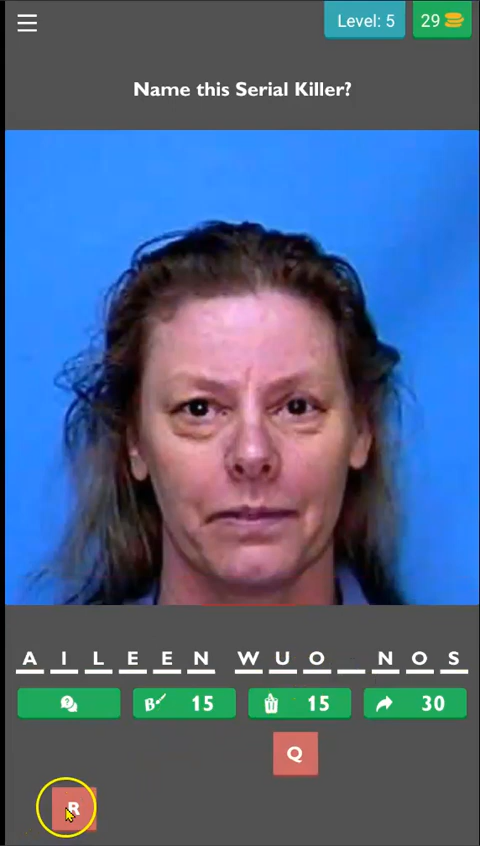 Level: 5 29
Name this Serial Killer?
A I L E E N W U O _ N O S
B 15 15 30
Q
R